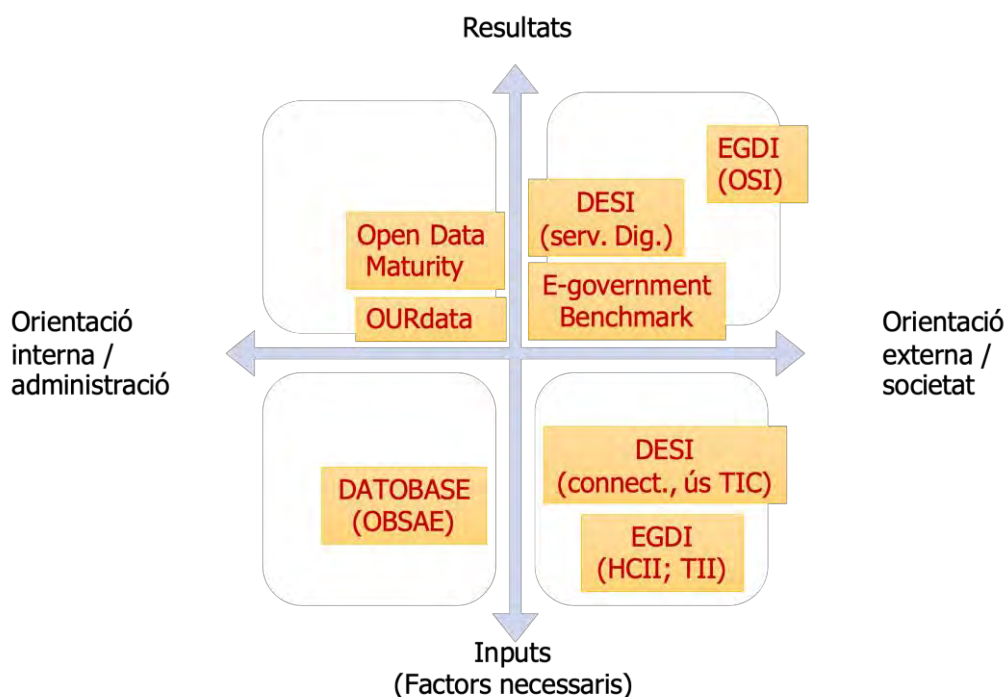 Resultats
EGDI
(OSI)
DESI
(serv. Dig.)
Open Data
Maturity
E-government
Benchmark
OURdata
Orientació
interna /
administració
Orientació
externa /
societat
DESI
(connect., ús TIC)
DATOBASE
(OBSAE)
EGDI
(HCII; TII)
Inputs
(Factors necessaris)